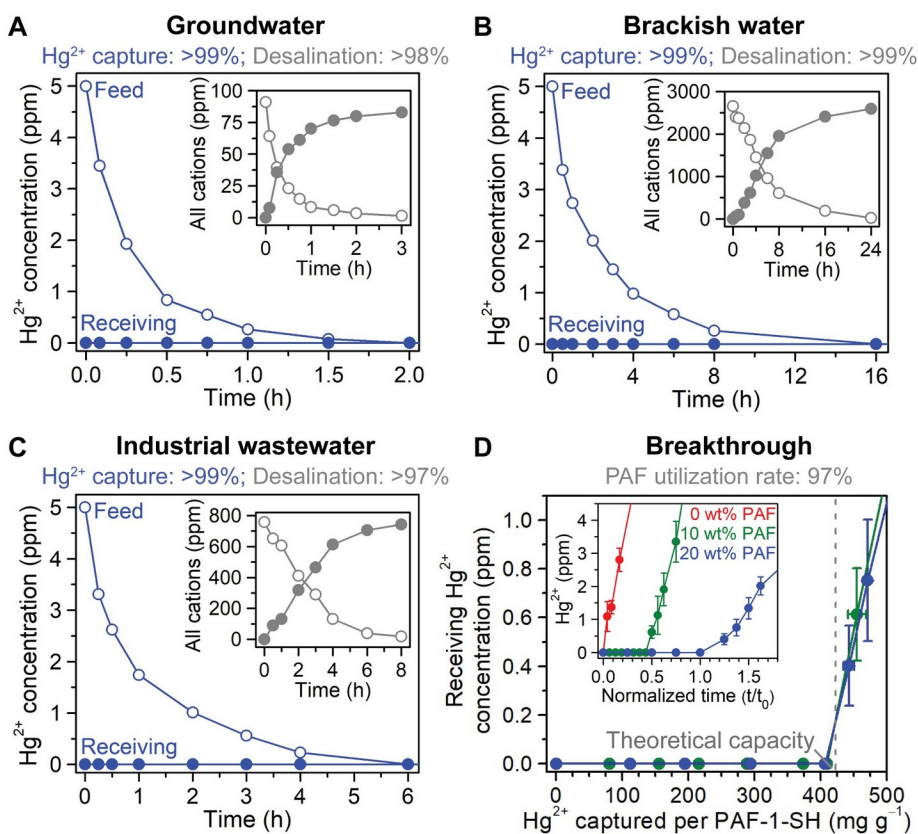 A
Groundwater
Hg²⁺ capture: >99%; Desalination: >98%
Hg²⁺ concentration (ppm)
5
4
3
2
1
0
Feed
Receiving
0.0 0.5 1.0 1.5 2.0
Time (h)
All cations (ppm)
100
75
50
25
0
0 1 2 3
Time (h)
B
Brackish water
Hg²⁺ capture: >99%; Desalination: >99%
Hg²⁺ concentration (ppm)
5
4
3
2
1
0
Feed
Receiving
0 4 8 12 16
Time (h)
All cations (ppm)
3000
2000
1000
0
0 8 16 24
Time (h)
C
Industrial wastewater
Hg²⁺ capture: >99%; Desalination: >97%
Hg²⁺ concentration (ppm)
5
4
3
2
1
0
Feed
Receiving
0 1 2 3 4 5 6
Time (h)
All cations (ppm)
800
600
400
200
0
0 2 4 6 8
Time (h)
D
Breakthrough
PAF utilization rate: 97%
Receiving Hg²⁺
concentration (ppm)
1.0
0.8
0.6
0.4
0.2
0.0
Theoretical capacity
0 100 200 300 400 500
Hg²⁺ captured per PAF-1-SH (mg g⁻¹)
Hg²⁺ (ppm)
4
3
2
1
0
0 wt% PAF
10 wt% PAF
20 wt% PAF
0.0 0.5 1.0 1.5
Normalized time (t/t₀)